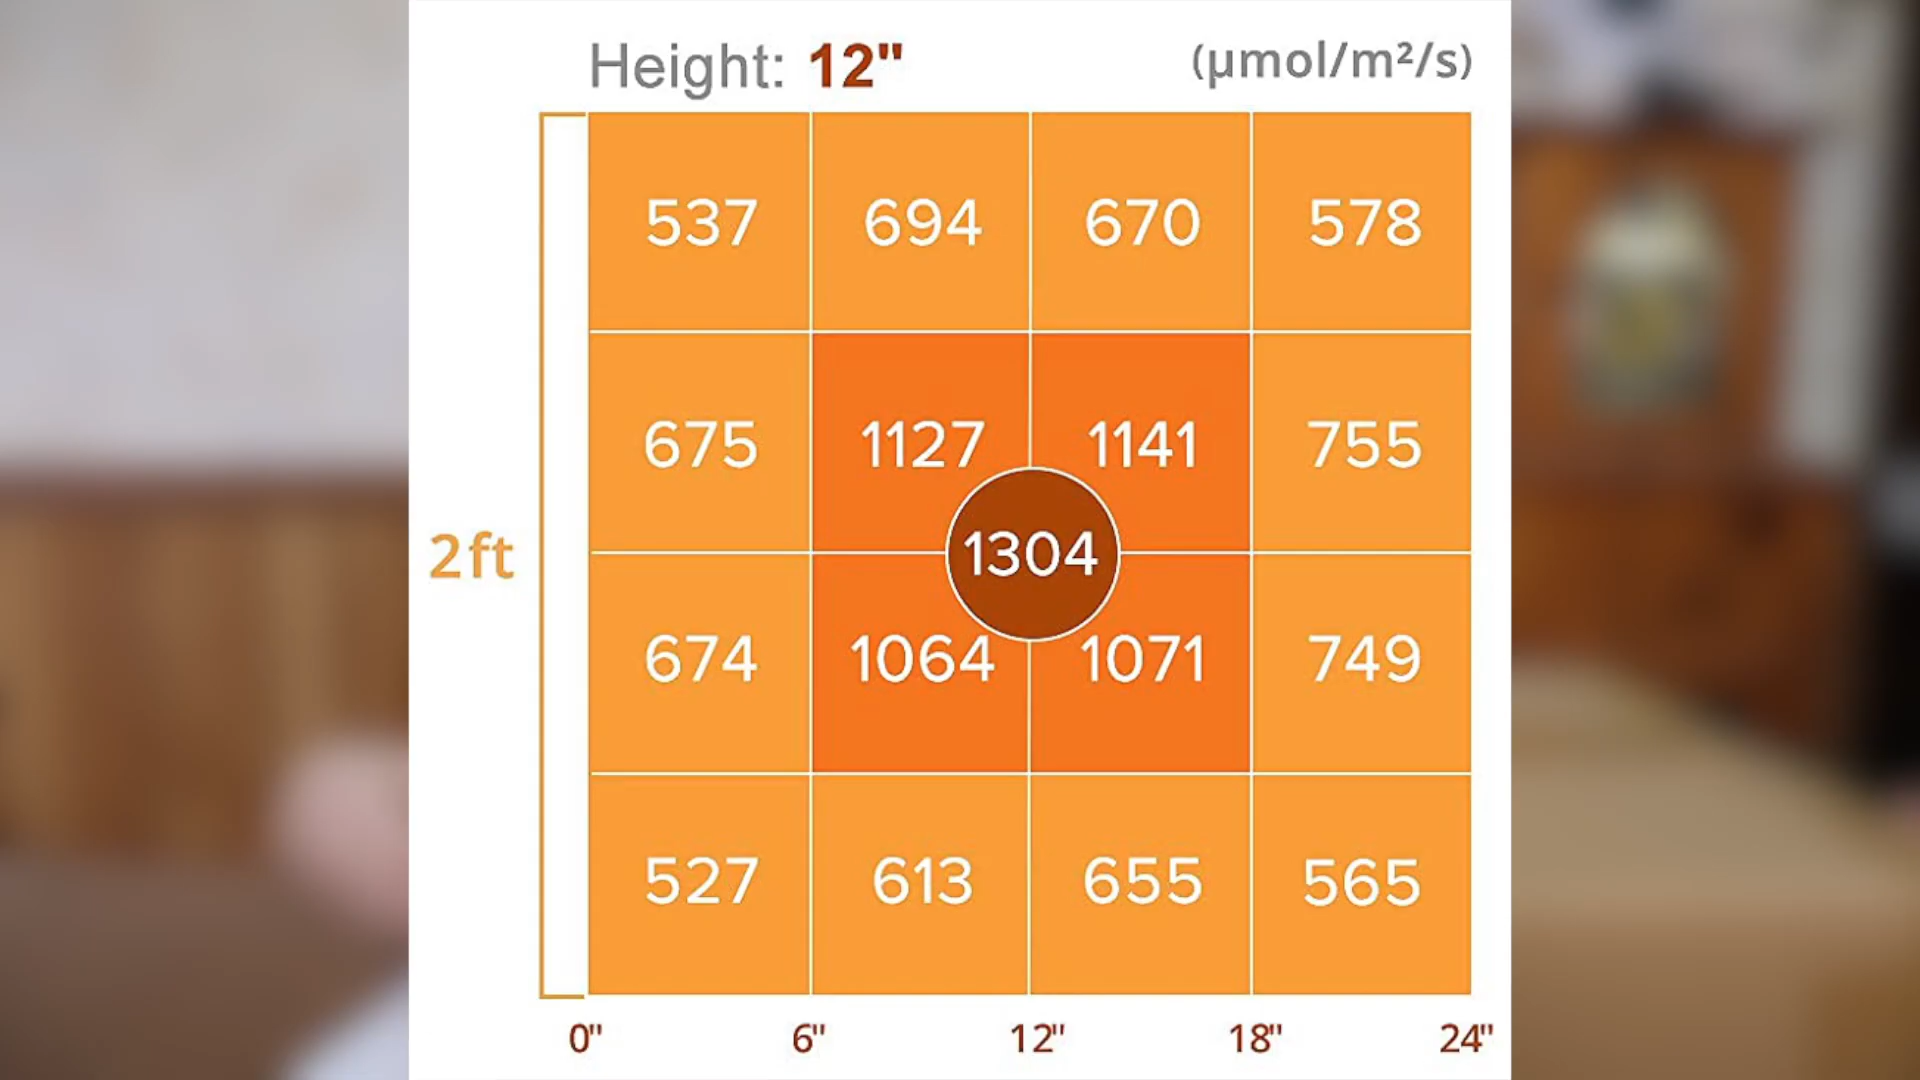 Height: 12" (μmol/m²/s)
537 694 670 578
675 1127 1141 755
1304
2ft
674 1064 1071 749
527 613 655 565
0" 6" 12" 18" 24"